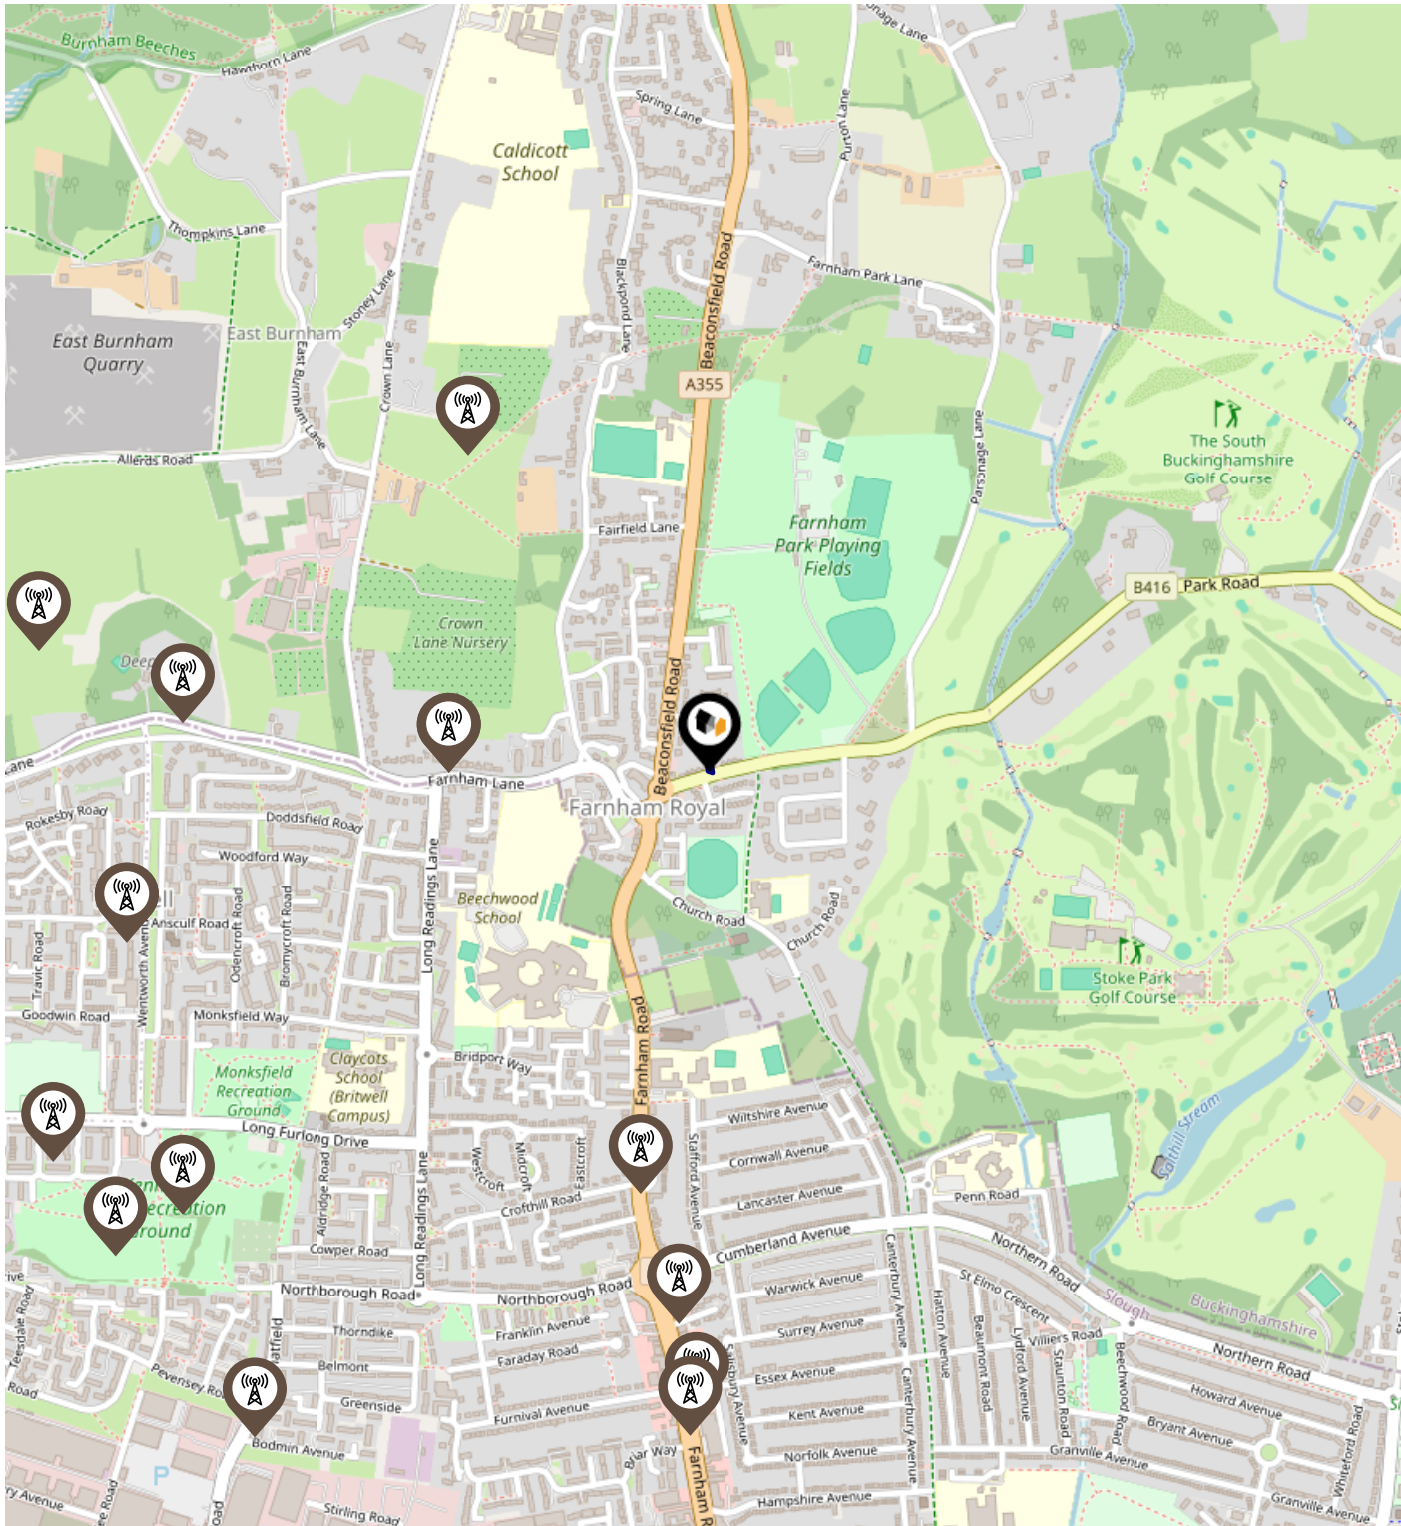 Burnham Beeches
Hawthorn Lane
Spring Lane
Purton Lane
Caldicott
School
Thompkins Lane
Stoney Lane
Blackpond Lane
Beaconsfield Road
Farnham Park Lane
East Burnham
East Burnham
Quarry
East Burnham Lane
Crown Lane
A355
Parsonage Lane
The South
Buckinghamshire
Golf Course
Allerds Road
Fairfield Lane
Farnham
Park Playing
Fields
B416
Park Road
Crown
Lane Nursery
Beaconsfield Road
Lane
Farnham Lane
Farnham Royal
Rokesby Road
Doddsfield Road
Woodford Way
Long Readings Lane
Beechwood
School
Church Road
Church Road
Anscul​f Road
Travic Road
Wentworth Avenue
Odencroft Road
Bromycroft Road
Stoke Park
Golf Course
Goodwin Road
Monksfield Way
Farnham Road
Bridport Way
Monksfield
Recreation
Ground
Claycots
School
(Britwell
Campus)
Long Furlong Drive
Wiltshire Avenue
Salthill Stream
Cornwall Avenue
Stafford Avenue
Westcroft
Midcroft
Eastcroft
Crofthill Road
Lancaster Avenue
Penn Road
Aldridge Road
Long Readings Lane
Cowper Road
Cumberland Avenue
Northern Road
Canterbury Avenue
Northborough Road
Northborough Road
Warwick Avenue
St Elmo Crescent
Slough
Buckinghamshire
Franklin Avenue
Faraday Road
Thorndike
Surrey Avenue
Hatton Avenue
Beaumont Road
Lydford Avenue
Villiers Road
Staunton Road
Beechwood Road
Northern Road
Teesdale Road
Belmont
Essex Avenue
Salisbury Avenue
Canterbury Avenue
Howard Avenue
Greenside
Furnival Avenue
Kent Avenue
Bryant Avenue
Whiteford Road
Bodmin Avenue
Briar Way
Norfolk Avenue
Granville Avenue
P
Farnham R
Hampshire Avenue
Granville Avenue
Stirling Road